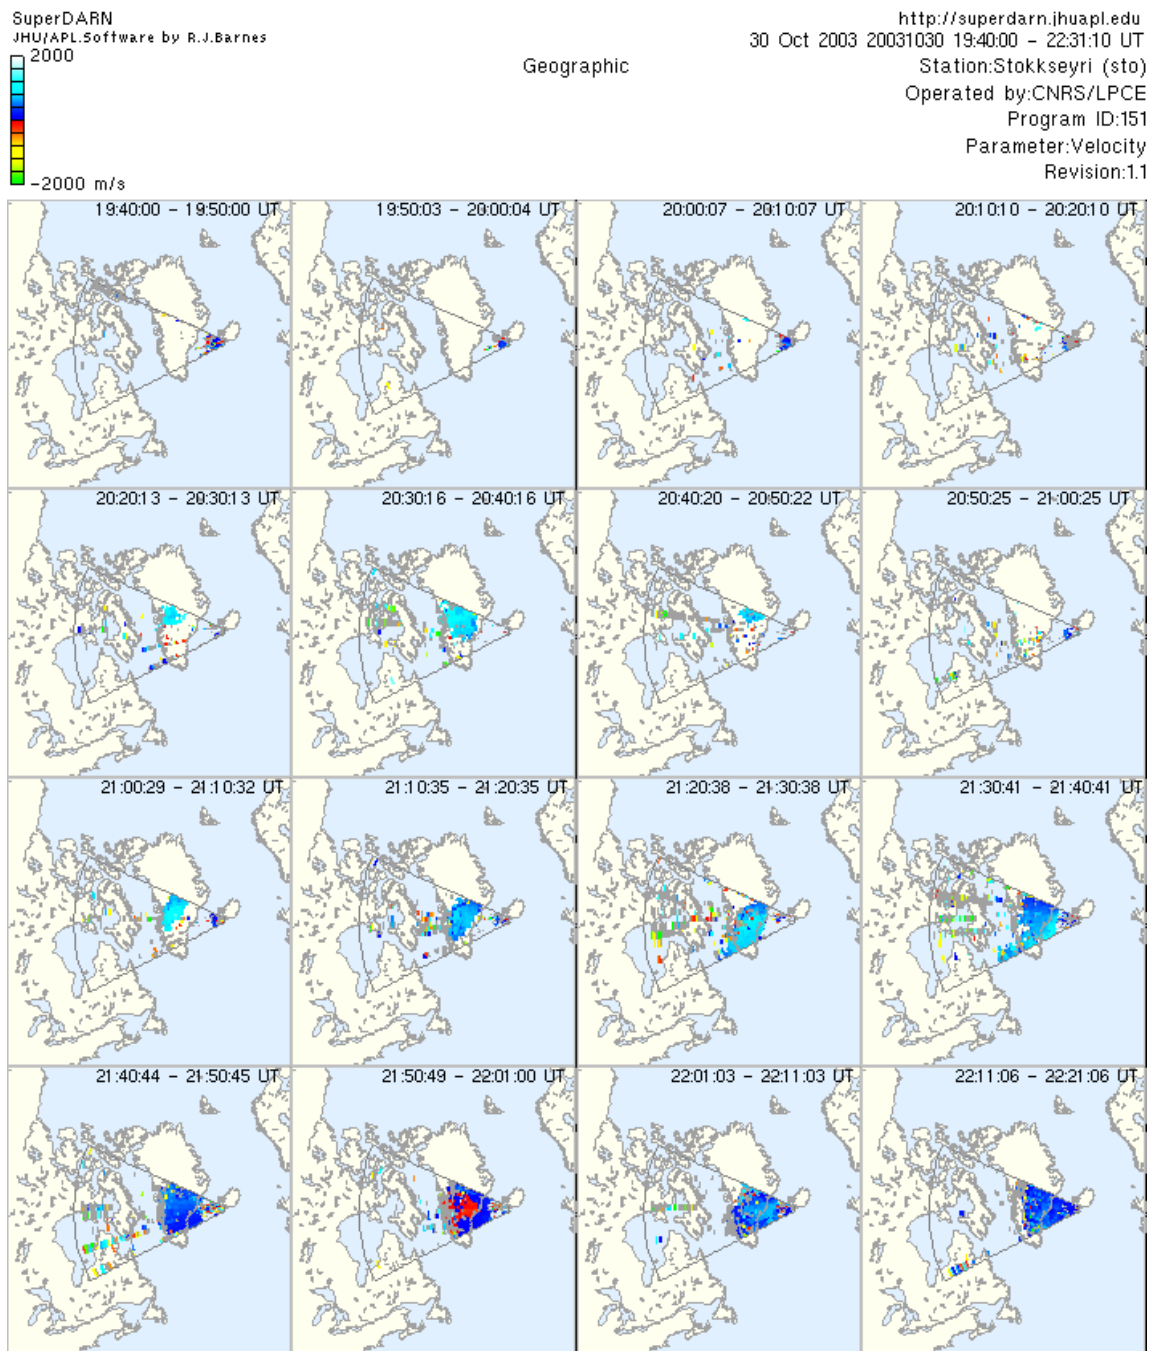 SuperDARN
JHU/APL.Software by R.J.Barnes
http://superdarn.jhuapl.edu
30 Oct 2003 20031030 19:40:00 - 22:31:10 UT
2000
Geographic
Station:Stokkseyri (sto)
Operated by:CNRS/LPCE
Program ID:151
Parameter:Velocity
Revision:1.1
-2000 m/s
19:40:00 - 19:50:00 UT
19:50:03 - 20:00:04 UT
20:00:07 - 20:10:07 UT
20:10:10 - 20:20:10 UT
20:20:13 - 20:30:13 UT
20:30:16 - 20:40:16 UT
20:40:20 - 20:50:22 UT
20:50:25 - 21:00:25 UT
21:00:29 - 21:10:32 UT
21:10:35 - 21:20:35 UT
21:20:38 - 21:30:38 UT
21:30:41 - 21:40:41 UT
21:40:44 - 21:50:45 UT
21:50:49 - 22:01:00 UT
22:01:03 - 22:11:03 UT
22:11:06 - 22:21:06 UT